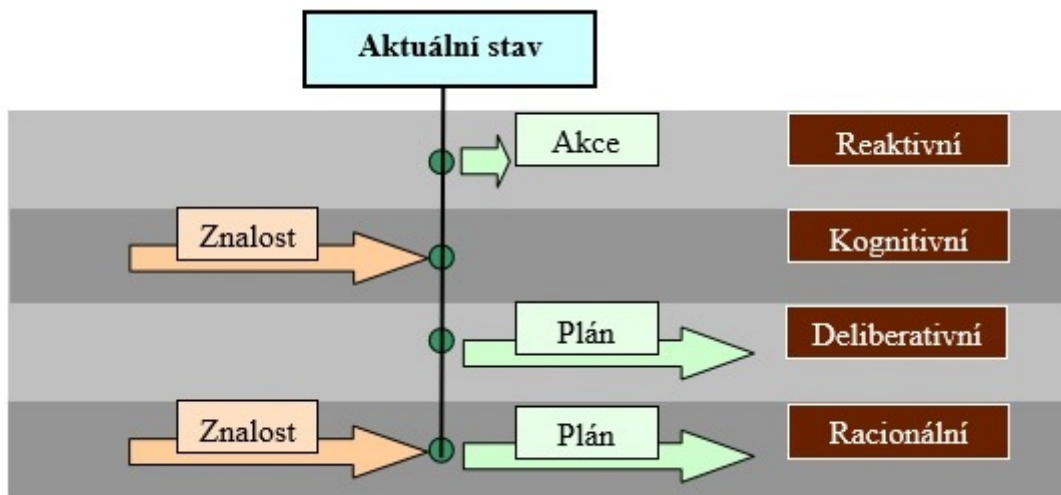 Aktuální stav
Akce
Reaktivní
Znalost
Kognitivní
Plán
Deliberativní
Znalost
Plán
Racionální